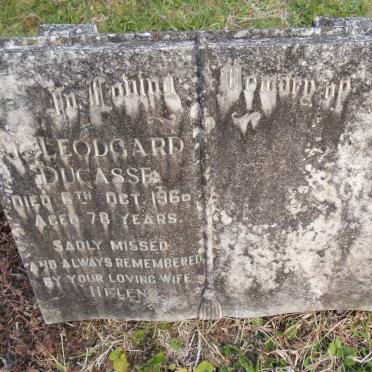 In Loving Memory of
LEODGARD
DUCASSE
DIED 6TH OCT. 1960
AGED 78 YEARS.
SADLY MISSED
AND ALWAYS REMEMBERED
BY YOUR LOVING WIFE
HELEN